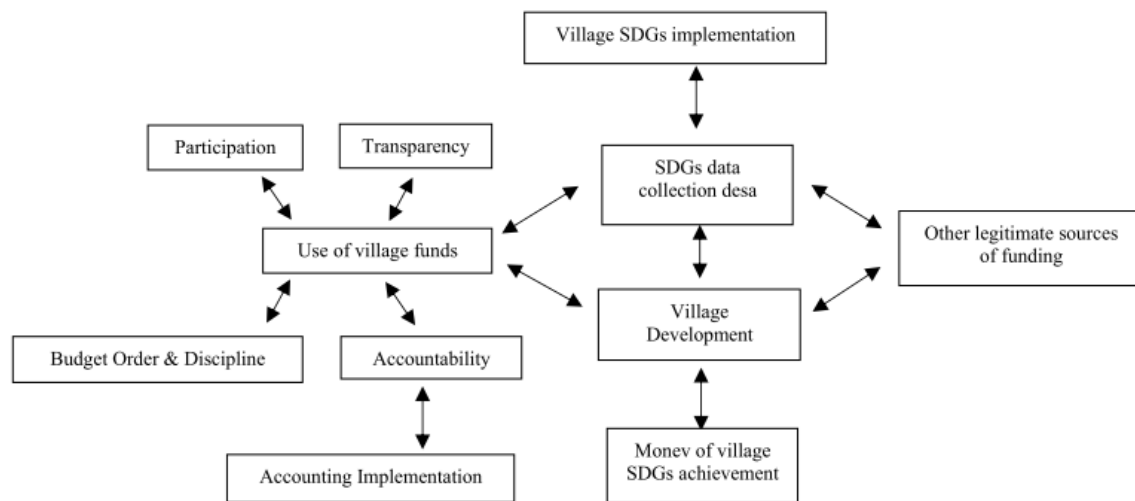 Village SDGs implementation
Participation
Transparency
SDGs data
collection desa
Use of village funds
Other legitimate sources
of funding
Village
Development
Budget Order & Discipline
Accountability
Monev of village
SDGs achievement
Accounting Implementation